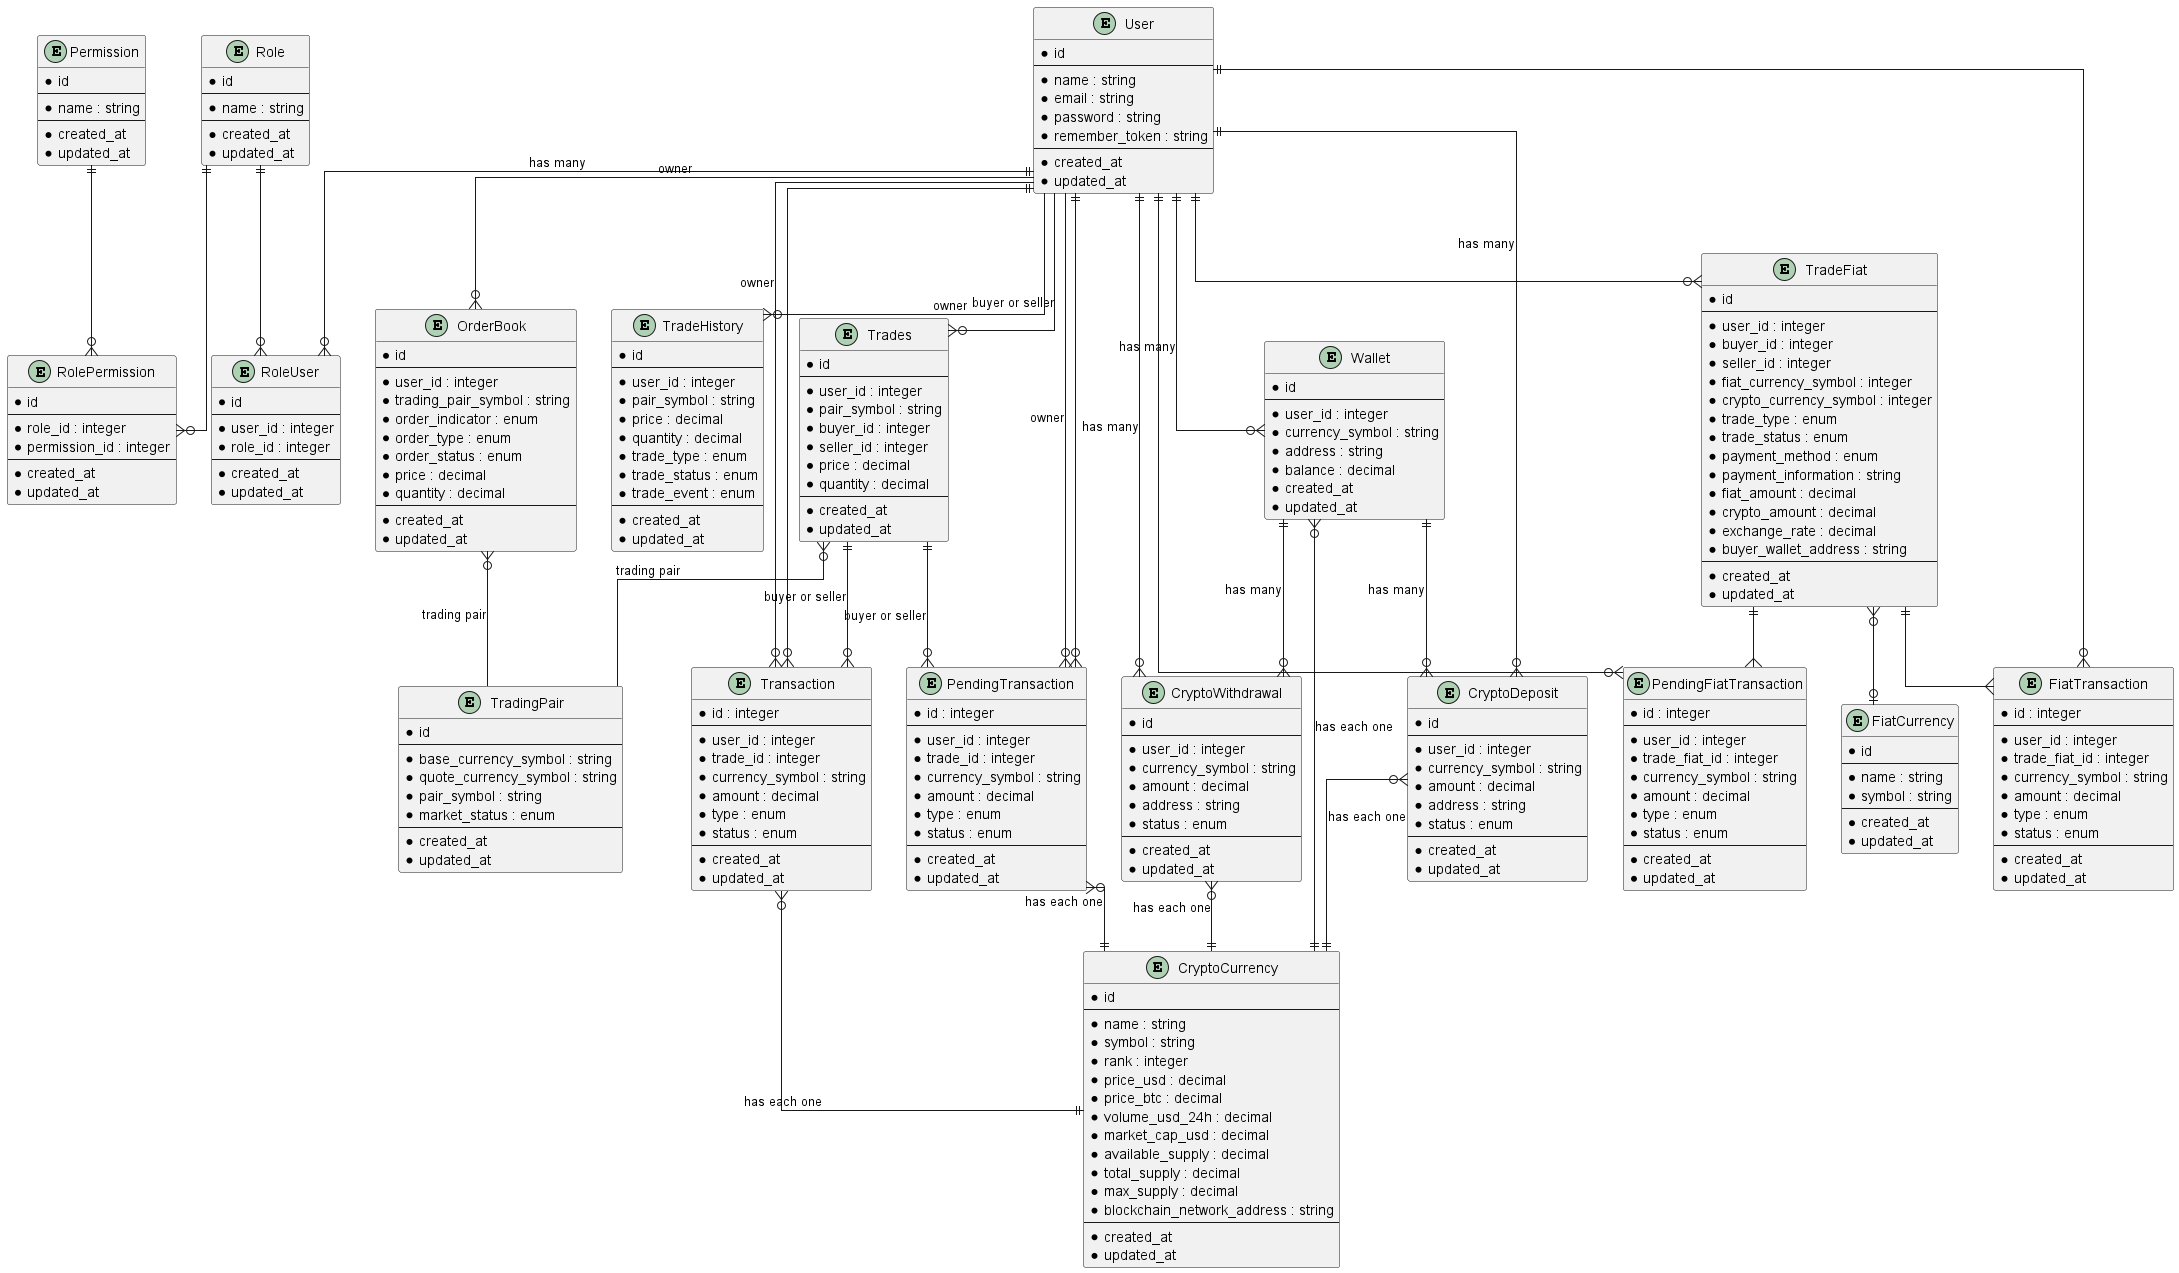 E User
* id
* name : string
* email : string
* password : string
* remember_token : string
* created_at
* updated_at
E Permission
* id
* name : string
* created_at
* updated_at
E Role
* id
* name : string
* created_at
* updated_at
has many
owner
has many
owner
owner
buyer or seller
has many
owner
has many
E TradeFiat
* id
* user_id : integer
* buyer_id : integer
* seller_id : integer
* fiat_currency_symbol : integer
* crypto_currency_symbol : integer
* trade_type : enum
* trade_status : enum
* payment_method : enum
* payment_information : string
* fiat_amount : decimal
* crypto_amount : decimal
* exchange_rate : decimal
* buyer_wallet_address : string
* created_at
* updated_at
E RolePermission
* id
* role_id : integer
* permission_id : integer
* created_at
* updated_at
E RoleUser
* id
* user_id : integer
* role_id : integer
* created_at
* updated_at
E OrderBook
* id
* user_id : integer
* trading_pair_symbol : string
* order_indicator : enum
* order_type : enum
* order_status : enum
* price : decimal
* quantity : decimal
* created_at
* updated_at
E TradeHistory
* id
* user_id : integer
* pair_symbol : string
* price : decimal
* quantity : decimal
* trade_type : enum
* trade_status : enum
* trade_event : enum
* created_at
* updated_at
E Trades
* id
* user_id : integer
* pair_symbol : string
* buyer_id : integer
* seller_id : integer
* price : decimal
* quantity : decimal
* created_at
* updated_at
E Wallet
* id
* user_id : integer
* currency_symbol : string
* address : string
* balance : decimal
* created_at
* updated_at
trading pair
trading pair
buyer or seller
buyer or seller
has many
has many
E TradingPair
* id
* base_currency_symbol : string
* quote_currency_symbol : string
* pair_symbol : string
* market_status : enum
* created_at
* updated_at
E Transaction
* id : integer
* user_id : integer
* trade_id : integer
* currency_symbol : string
* amount : decimal
* type : enum
* status : enum
* created_at
* updated_at
E PendingTransaction
* id : integer
* user_id : integer
* trade_id : integer
* currency_symbol : string
* amount : decimal
* type : enum
* status : enum
* created_at
* updated_at
E CryptoWithdrawal
* id
* user_id : integer
* currency_symbol : string
* amount : decimal
* address : string
* status : enum
* created_at
* updated_at
has each one
has each one
E CryptoDeposit
* id
* user_id : integer
* currency_symbol : string
* amount : decimal
* address : string
* status : enum
* created_at
* updated_at
E PendingFiatTransaction
* id : integer
* user_id : integer
* trade_fiat_id : integer
* currency_symbol : string
* amount : decimal
* type : enum
* status : enum
* created_at
* updated_at
E FiatCurrency
* id
* name : string
* symbol : string
* created_at
* updated_at
E FiatTransaction
* id : integer
* user_id : integer
* trade_fiat_id : integer
* currency_symbol : string
* amount : decimal
* type : enum
* status : enum
* created_at
* updated_at
has each one
has each one
has each one
E CryptoCurrency
* id
* name : string
* symbol : string
* rank : integer
* price_usd : decimal
* price_btc : decimal
* volume_usd_24h : decimal
* market_cap_usd : decimal
* available_supply : decimal
* total_supply : decimal
* max_supply : decimal
* blockchain_network_address : string
* created_at
* updated_at